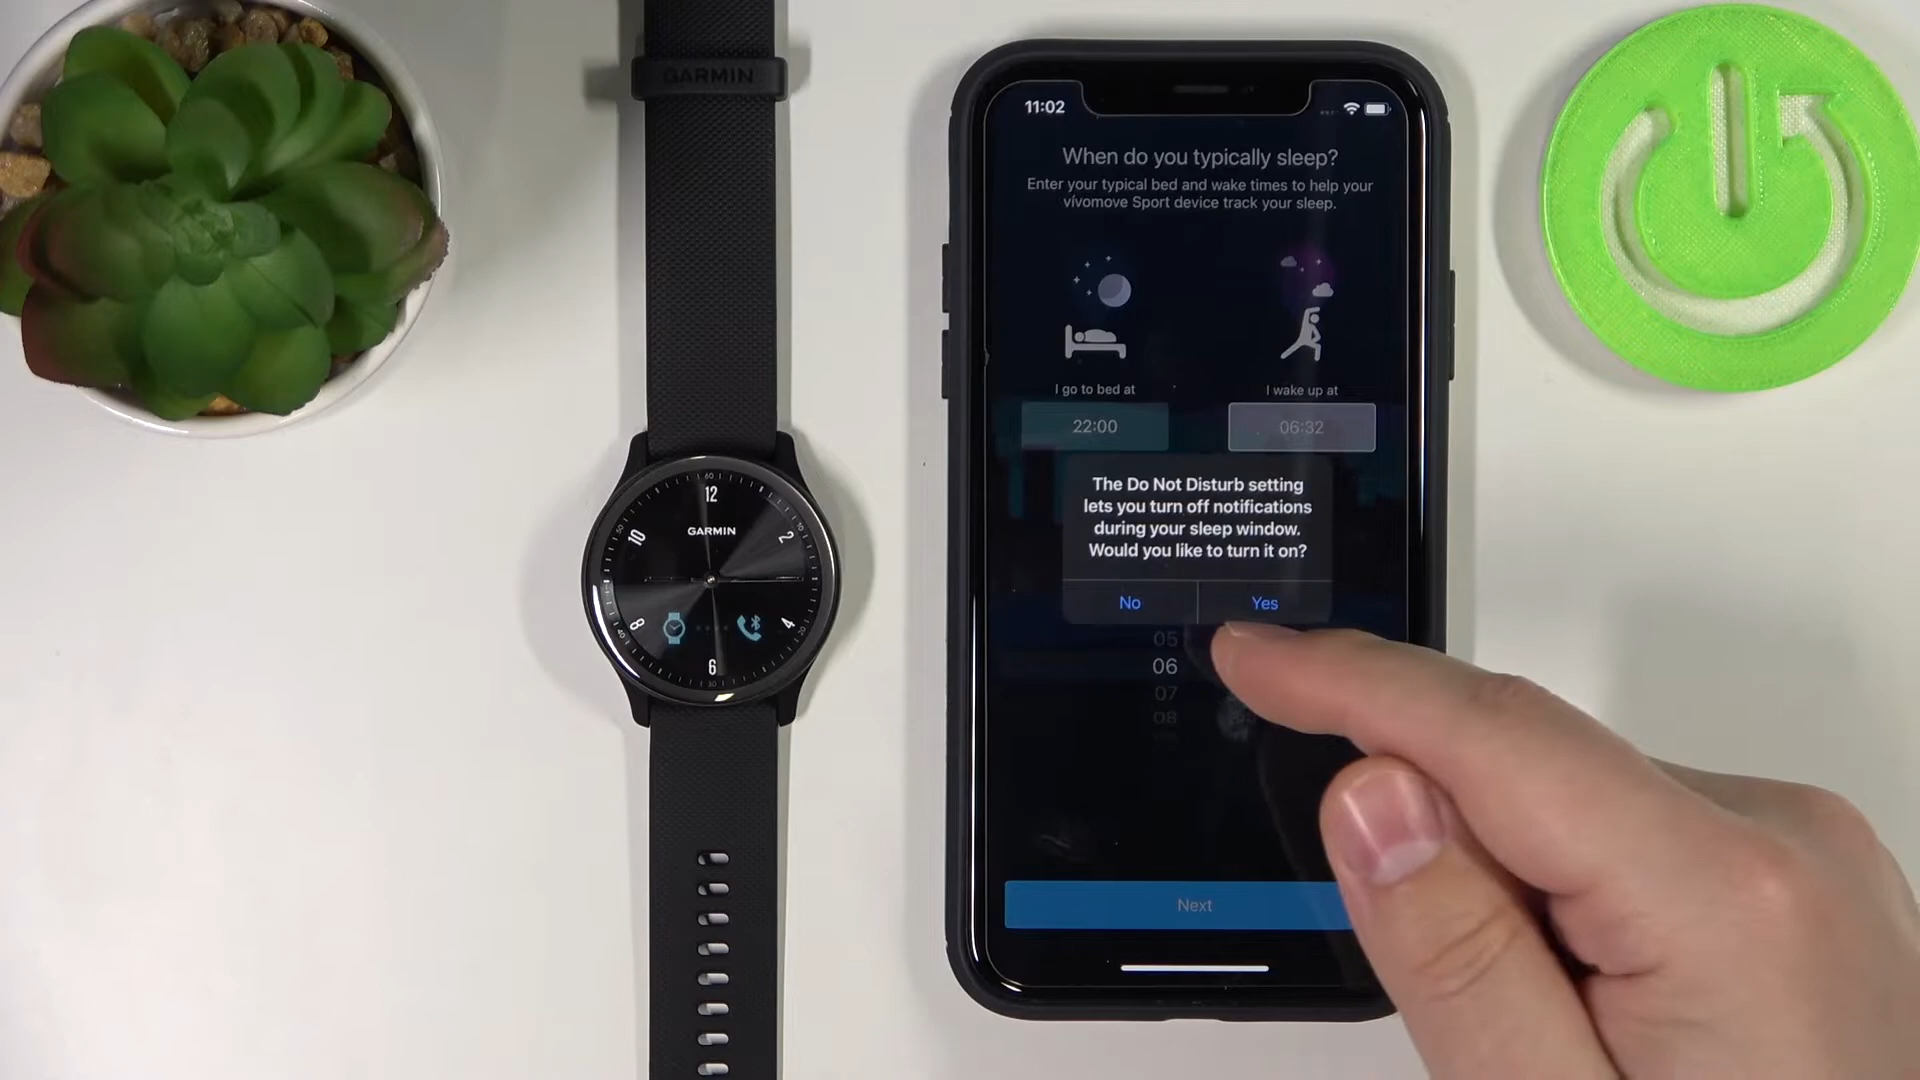 GARMIN
60
12
10
2
GARMIN
8
4
6
30
11:02
When do you typically sleep?
Enter your typical bed and wake times to help your
vívomove Sport device track your sleep.
I go to bed at
I wake up at
22:00
06:32
The Do Not Disturb setting
lets you turn off notifications
during your sleep window.
Would you like to turn it on?
No
Yes
05
06
07
08
Next